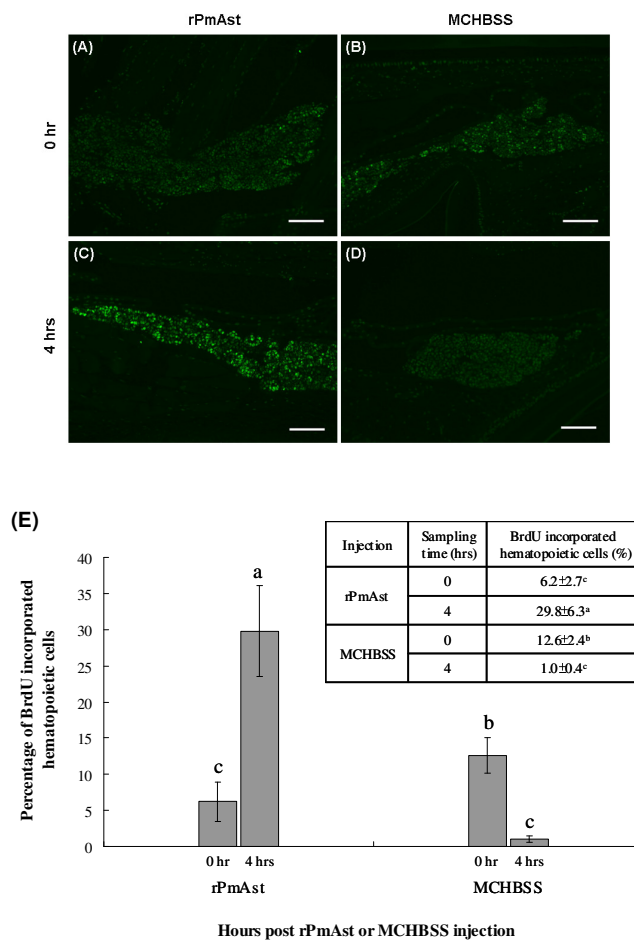 rPmAst MCHBSS
(A) (B)
0 hr
(C) (D)
4 hrs
(E)
Injection Sampling time (hrs) BrdU incorporated hematopoietic cells (%)
rPmAst 0 6.2±2.7ᶜ
4 29.8±6.3ᵃ
MCHBSS 0 12.6±2.4ᵇ
4 1.0±0.4ᶜ
Percentage of BrdU incorporated
hematopoietic cells
40
35
30
25
20
15
10
5
0
c a b c
0 hr 4 hrs 0 hr 4 hrs
rPmAst MCHBSS
Hours post rPmAst or MCHBSS injection